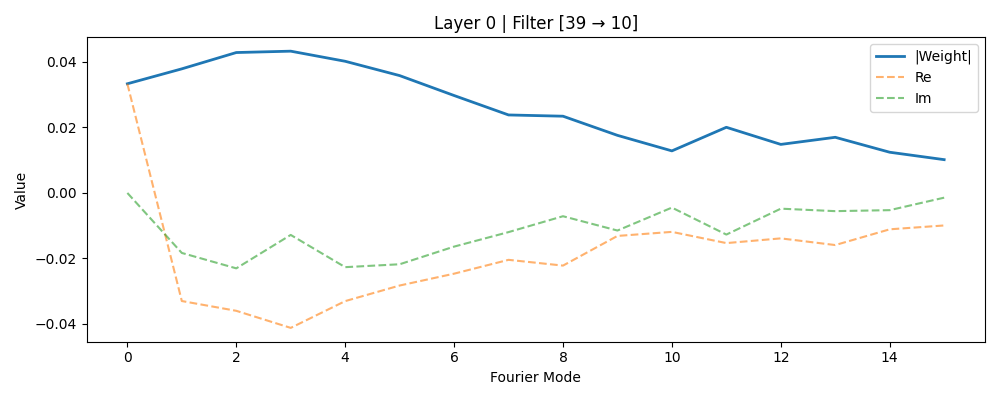 Layer 0 | Filter [39 → 10]
|Weight|
Re
Im
0.04
0.02
0.00
−0.02
−0.04
Value
0 2 4 6 8 10 12 14
Fourier Mode